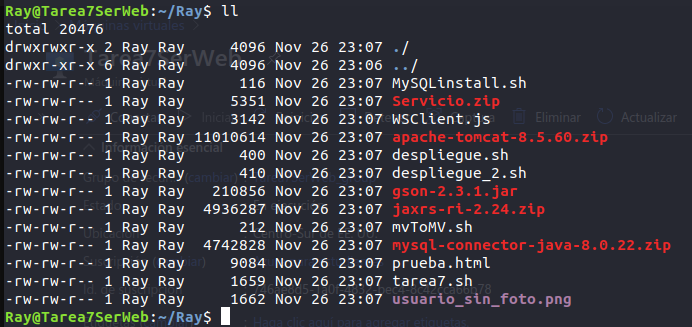 Ray@Tarea7SerWeb:~/Ray$ ll
total 20476
drwxrwxr-x 2 Ray Ray     4096 Nov 26 23:07 ./
drwxr-xr-x 6 Ray Ray     4096 Nov 26 23:06 ../
-rw-rw-r-- 1 Ray Ray      116 Nov 26 23:07 MySQLinstall.sh
-rw-rw-r-- 1 Ray Ray     5351 Nov 26 23:07 Servicio.zip
-rw-rw-r-- 1 Ray Ray     3142 Nov 26 23:07 WSClient.js
-rw-rw-r-- 1 Ray Ray 11010614 Nov 26 23:07 apache-tomcat-8.5.60.zip
-rw-rw-r-- 1 Ray Ray      400 Nov 26 23:07 despliegue.sh
-rw-rw-r-- 1 Ray Ray      410 Nov 26 23:07 despliegue_2.sh
-rw-rw-r-- 1 Ray Ray   210856 Nov 26 23:07 gson-2.3.1.jar
-rw-rw-r-- 1 Ray Ray  4936287 Nov 26 23:07 jaxrs-ri-2.24.zip
-rw-rw-r-- 1 Ray Ray      212 Nov 26 23:07 mvToMV.sh
-rw-rw-r-- 1 Ray Ray  4742828 Nov 26 23:07 mysql-connector-java-8.0.22.zip
-rw-rw-r-- 1 Ray Ray     9084 Nov 26 23:07 prueba.html
-rw-rw-r-- 1 Ray Ray     1659 Nov 26 23:07 tarea7.sh
-rw-rw-r-- 1 Ray Ray     1662 Nov 26 23:07 usuario_sin_foto.png
Ray@Tarea7SerWeb:~/Ray$
Tarea7SerWeb
Eliminar
Actualizar